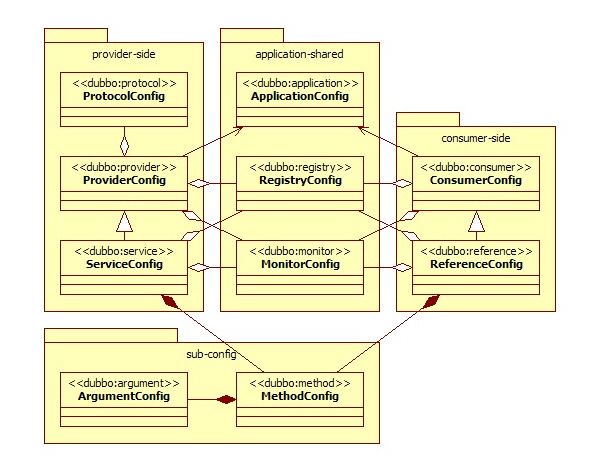 provider-side
<<dubbo:protocol>>
ProtocolConfig
<<dubbo:provider>>
ProviderConfig
<<dubbo:service>>
ServiceConfig
application-shared
<<dubbo:application>>
ApplicationConfig
<<dubbo:registry>>
RegistryConfig
<<dubbo:monitor>>
MonitorConfig
consumer-side
<<dubbo:consumer>>
ConsumerConfig
<<dubbo:reference>>
ReferenceConfig
sub-config
<<dubbo:argument>>
ArgumentConfig
<<dubbo:method>>
MethodConfig